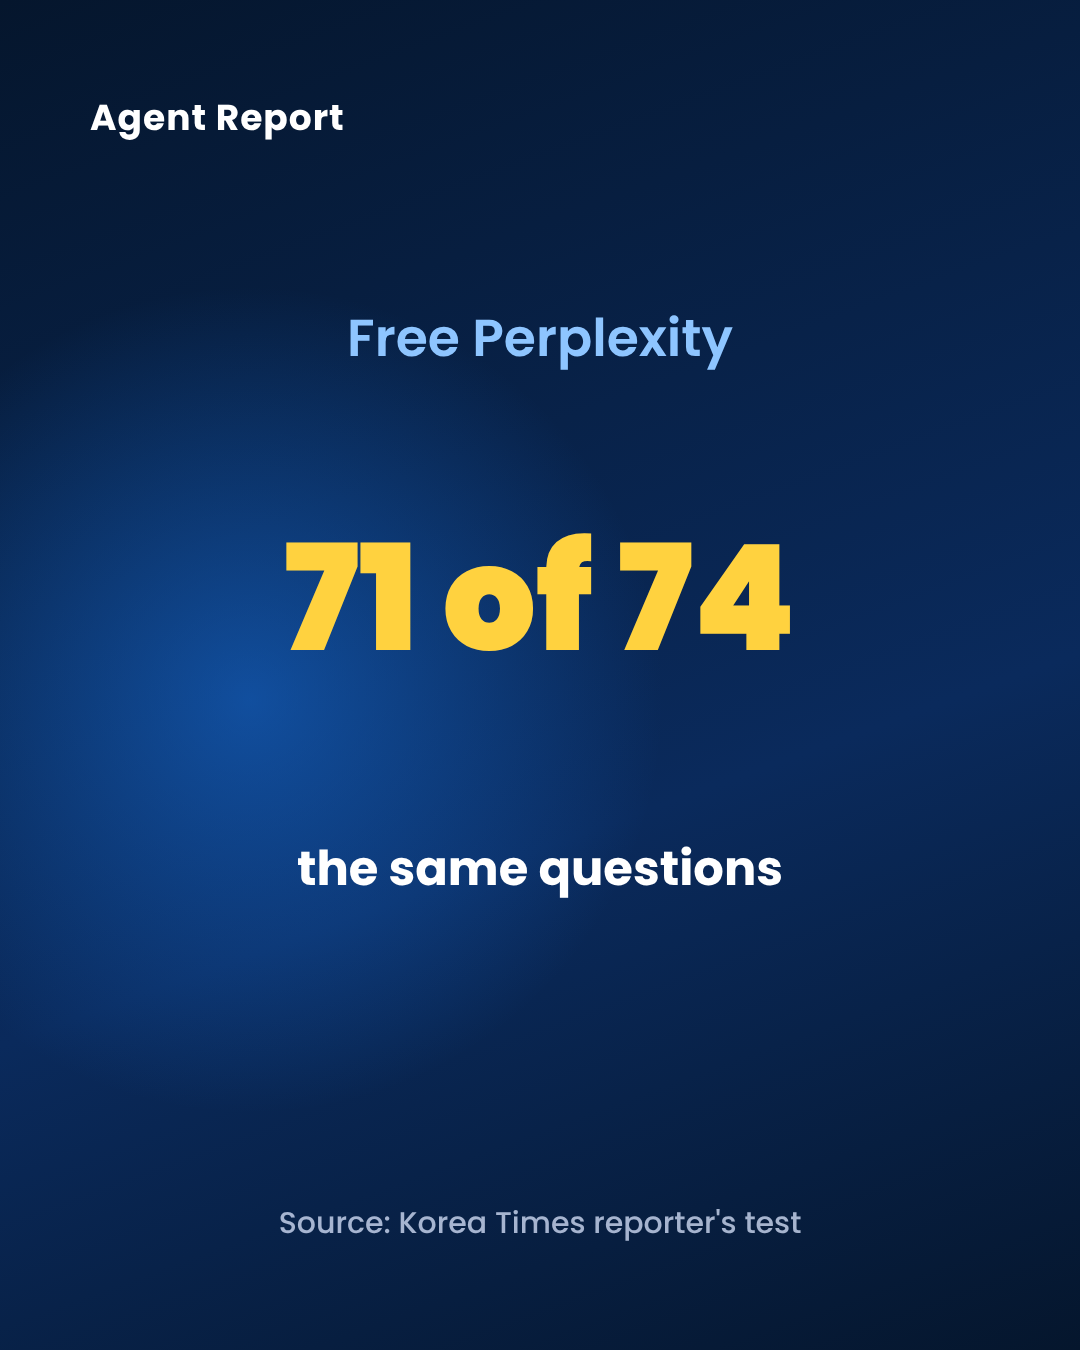 Agent Report
Free Perplexity
71 of 74
the same questions
Source: Korea Times reporter's test